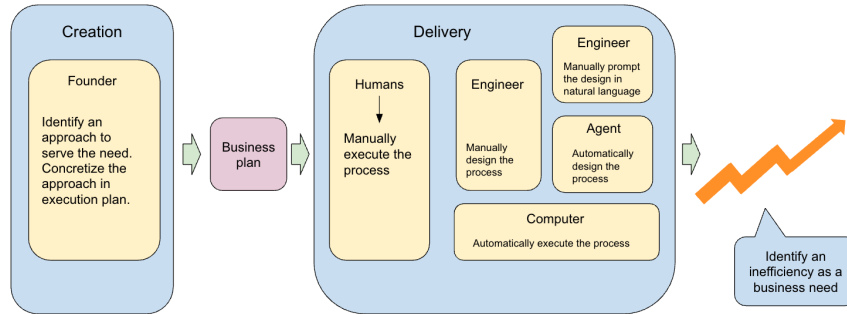 Creation
Founder
Identify an
approach to
serve the need.
Concretize the
approach in
execution plan.
Business
plan
Delivery
Humans
Manually
execute the
process
Engineer
Manually
design the
process
Engineer
Manually prompt
the design in
natural language
Agent
Automatically
design the
process
Computer
Automatically execute the process
Identify an
inefficiency as a
business need